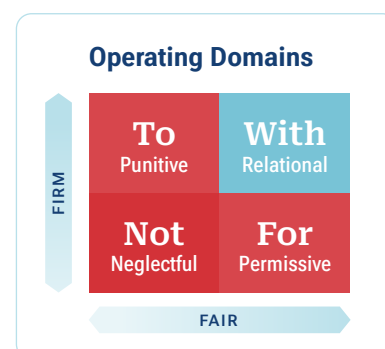 Operating Domains
FIRM
To
Punitive
With
Relational
Not
Neglectful
For
Permissive
FAIR